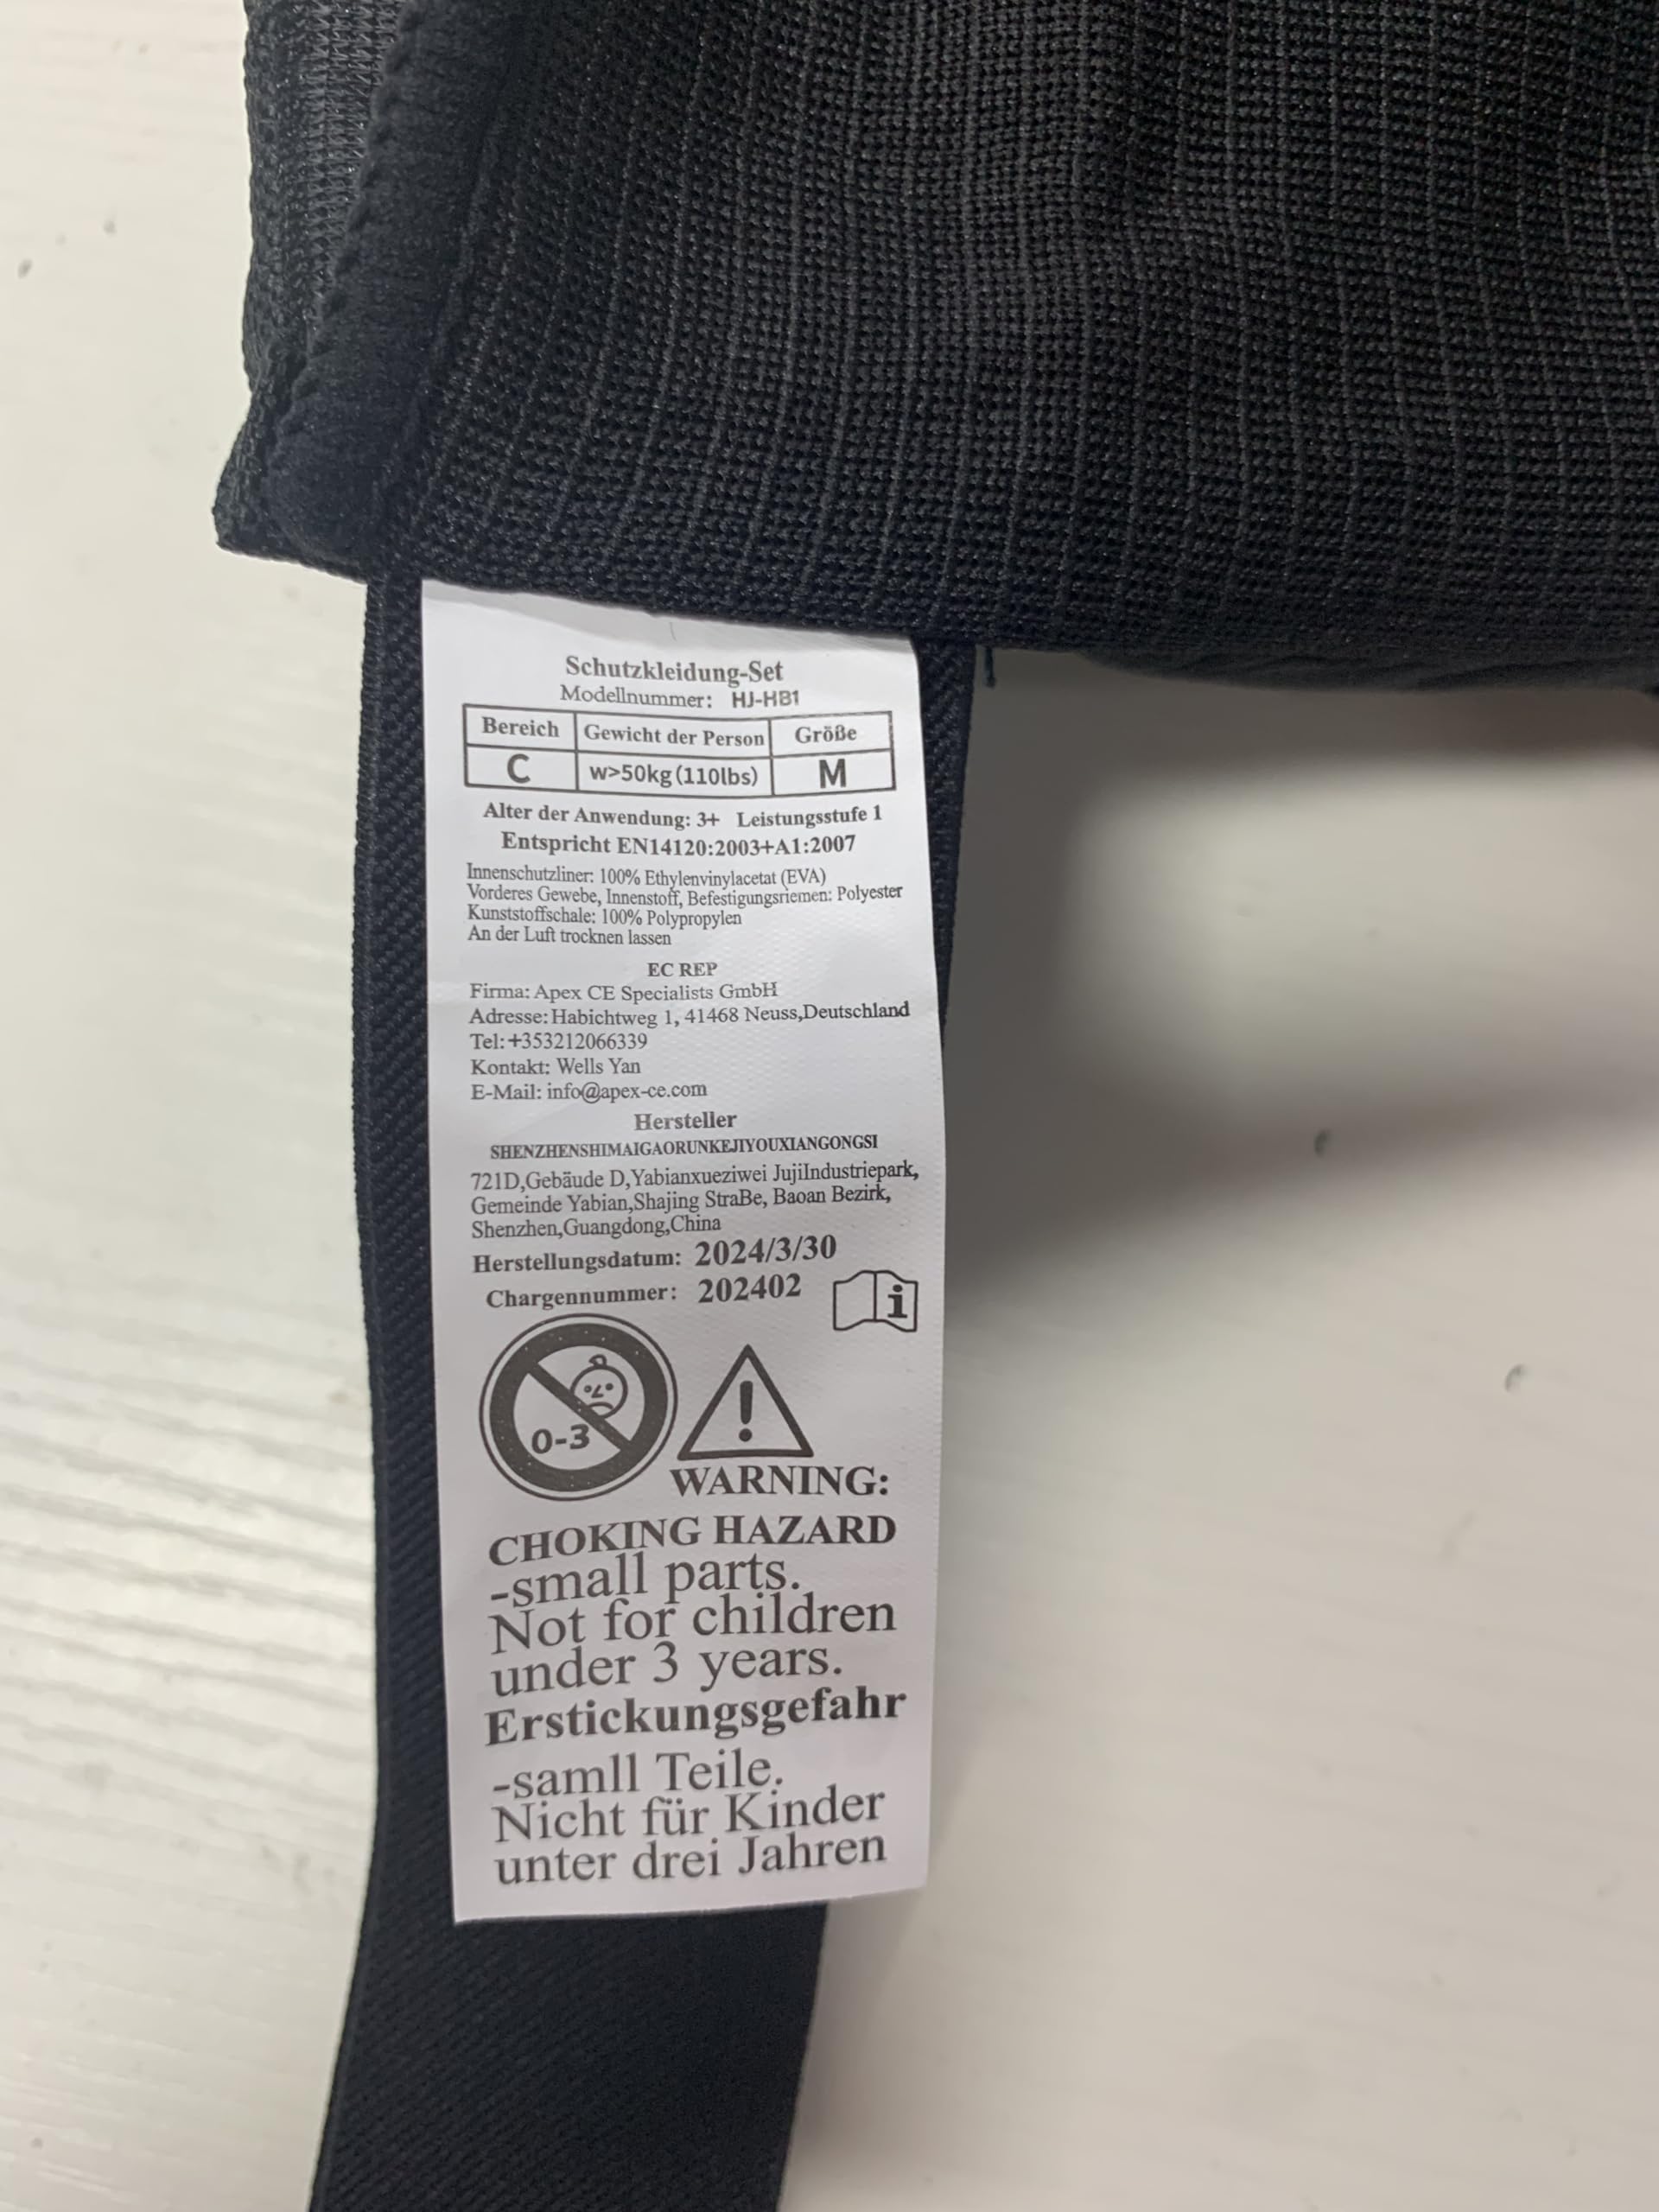 Schutzkleidung-Set
Modellnummer: HJ-HB1
Bereich Gewicht der Person Größe
C w>50kg(110lbs) M
Alter der Anwendung: 3+ Leistungsstufe 1
Entspricht EN14120:2003+A1:2007
Innenschutzliner: 100% Ethylenvinylacetat (EVA)
Vorderes Gewebe, Innenstoff, Befestigungsriemen: Polyester
Kunststoffschale: 100% Polypropylen
An der Luft trocknen lassen
EC REP
Firma: Apex CE Specialists GmbH
Adresse: Habichtweg 1, 41468 Neuss,Deutschland
Tel:+353212066339
Kontakt: Wells Yan
E-Mail: info@apex-ce.com
Hersteller
SHENZHENSHIMAIGAORUNKEJIYOUXIANGONGSI
721D,Gebäude D,Yabianxueziwei JujiIndustriepark,
Gemeinde Yabian,Shajing StraBe, Baoan Bezirk,
Shenzhen,Guangdong,China
Herstellungsdatum: 2024/3/30
Chargennummer: 202402
i
0-3
!
WARNING:
CHOKING HAZARD
-small parts.
Not for children
under 3 years.
Erstickungsgefahr
-samll Teile.
Nicht für Kinder
unter drei Jahren